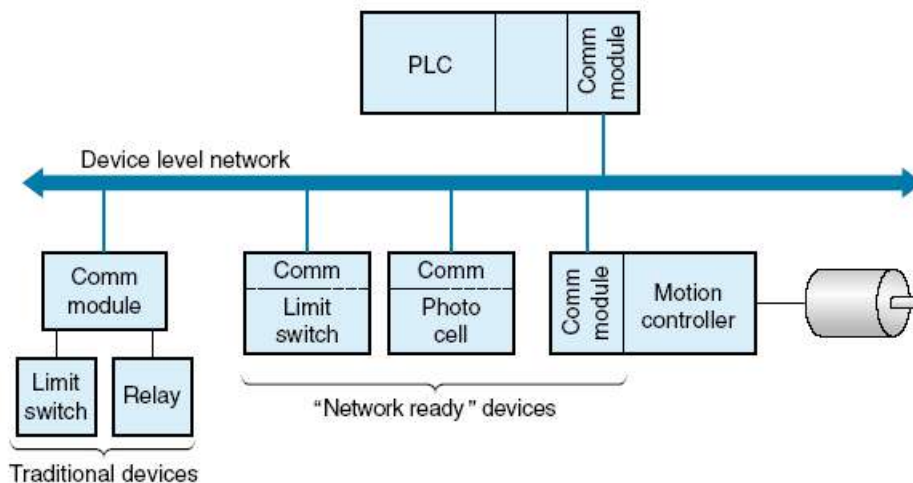 PLC
Comm
module
Device level network
Comm
module
Limit
switch
Relay
Traditional devices
Comm
Limit
switch
Comm
Photo
cell
Comm
module
Motion
controller
“Network ready” devices